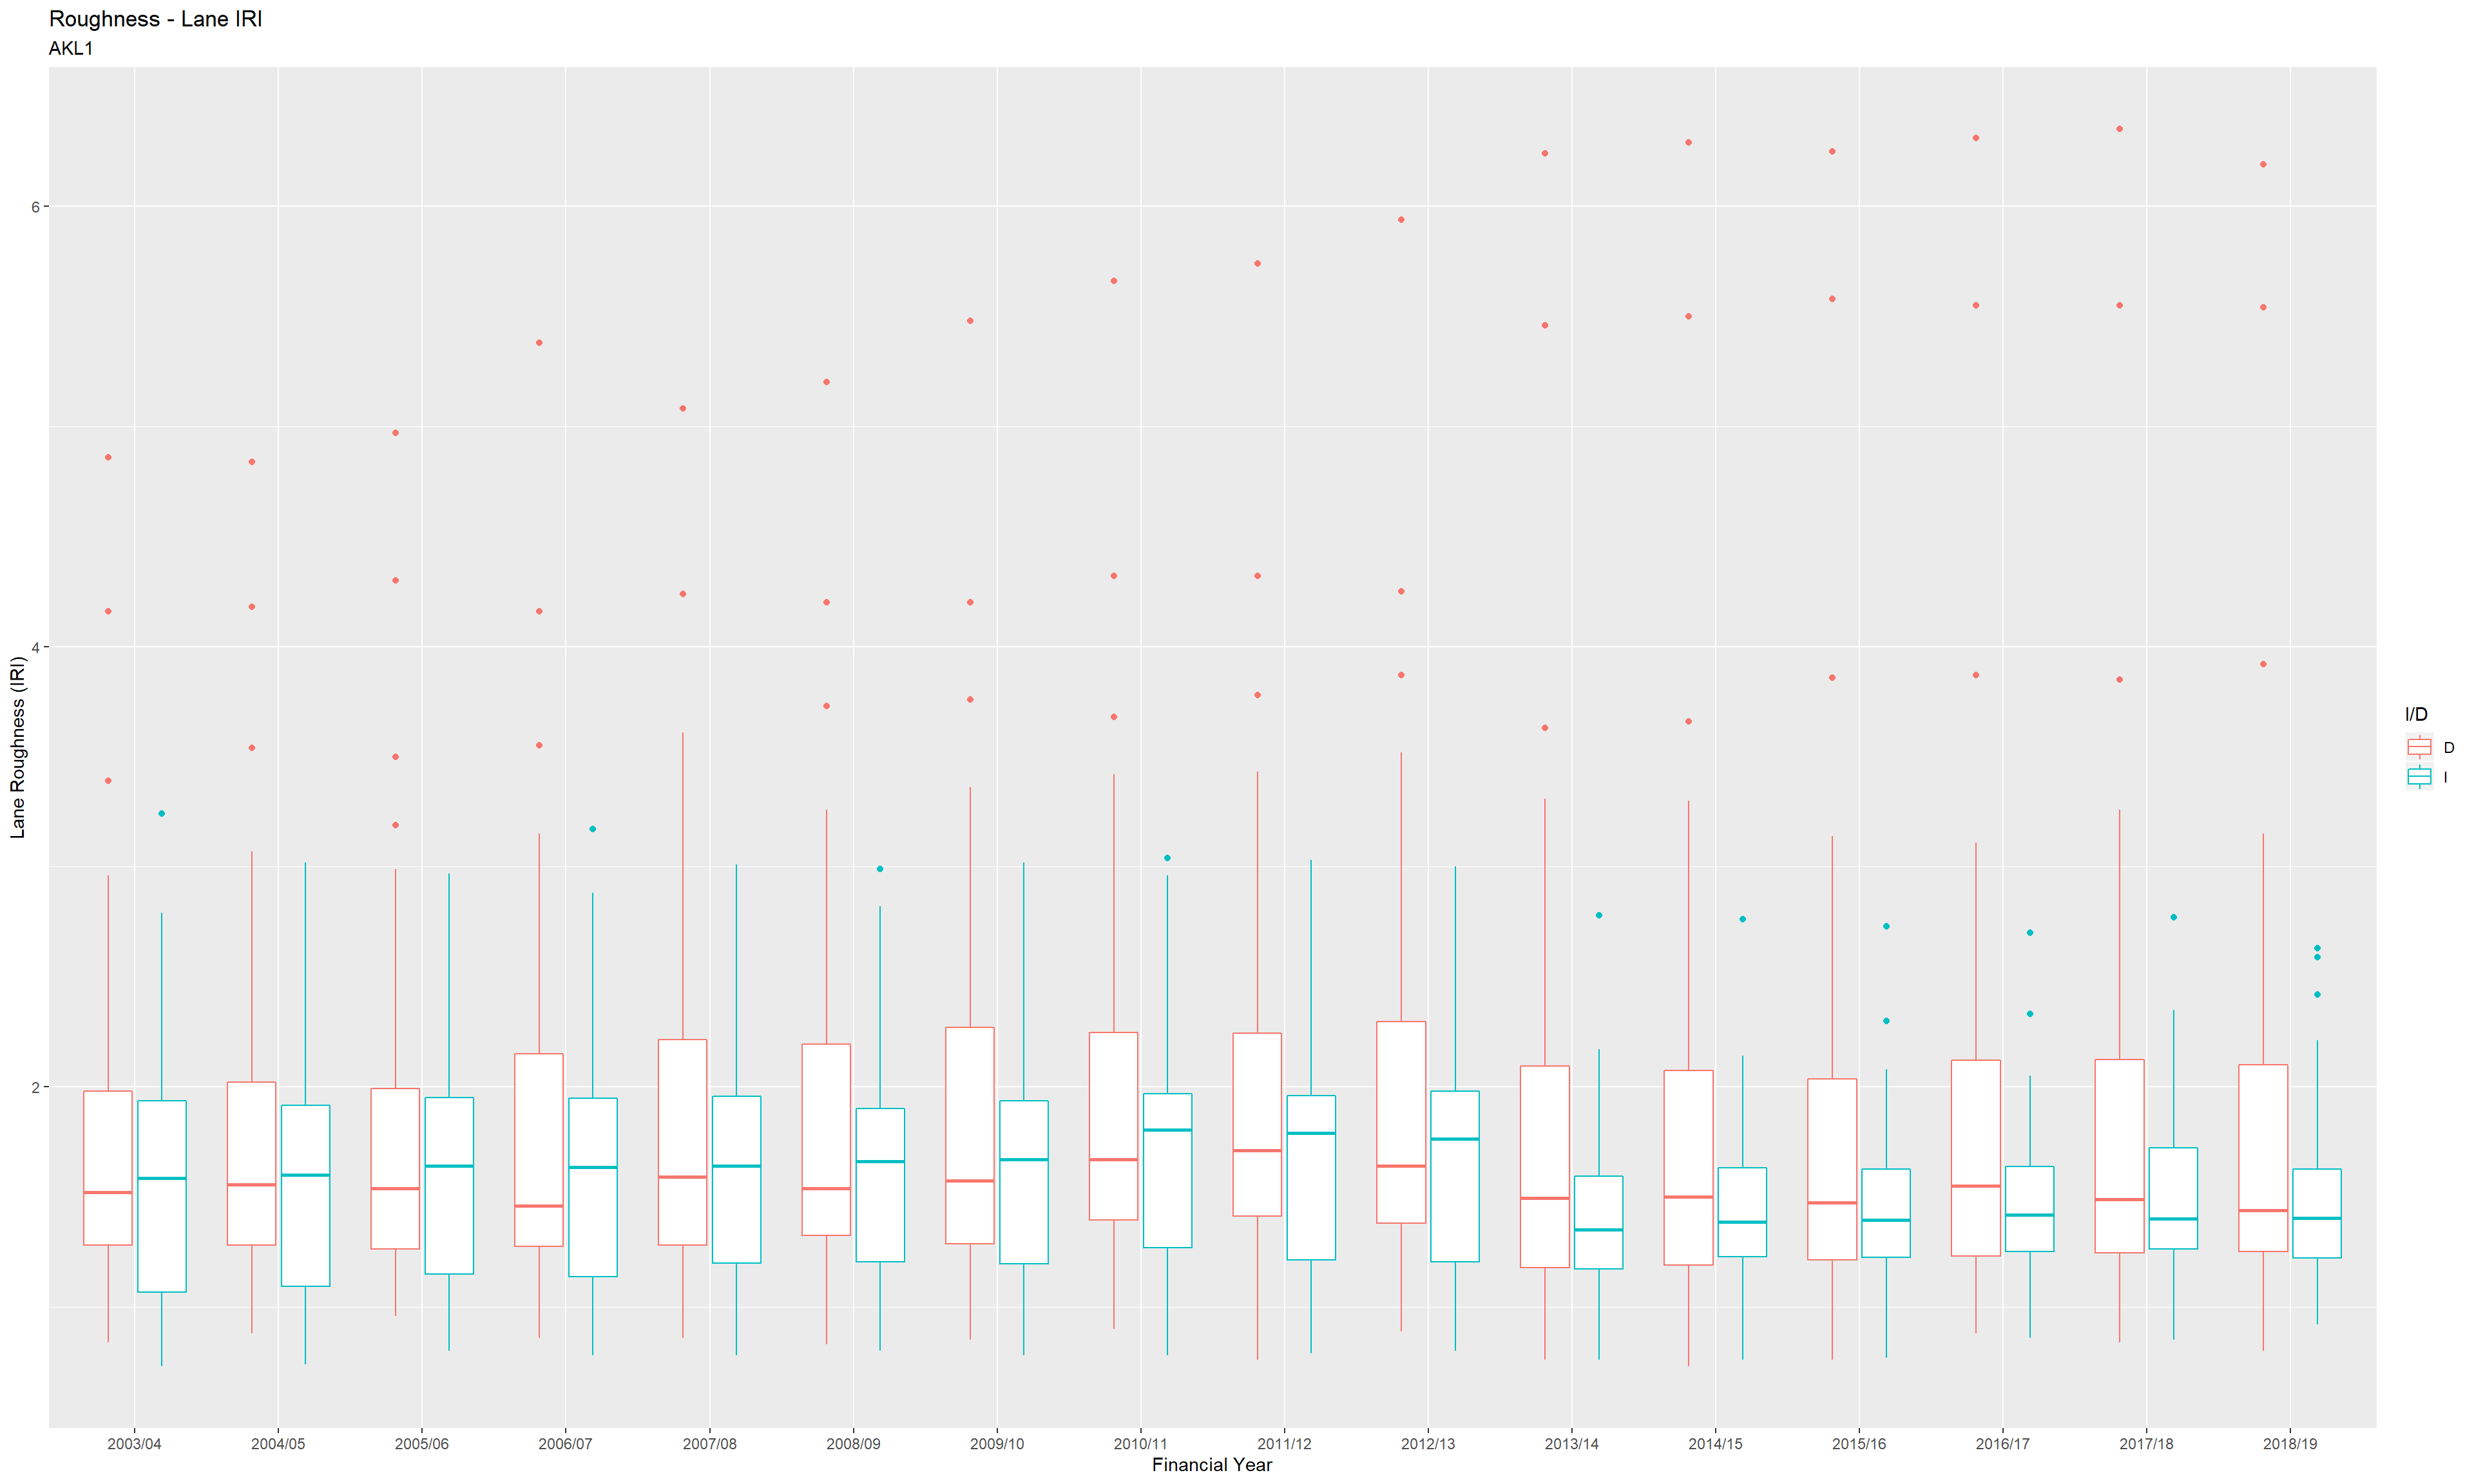 Roughness - Lane IRI
AKL1
Lane Roughness (IRI)
6
4
2
2003/04 2004/05 2005/06 2006/07 2007/08 2008/09 2009/10 2010/11 2011/12 2012/13 2013/14 2014/15 2015/16 2016/17 2017/18 2018/19
Financial Year
I/D
D
I